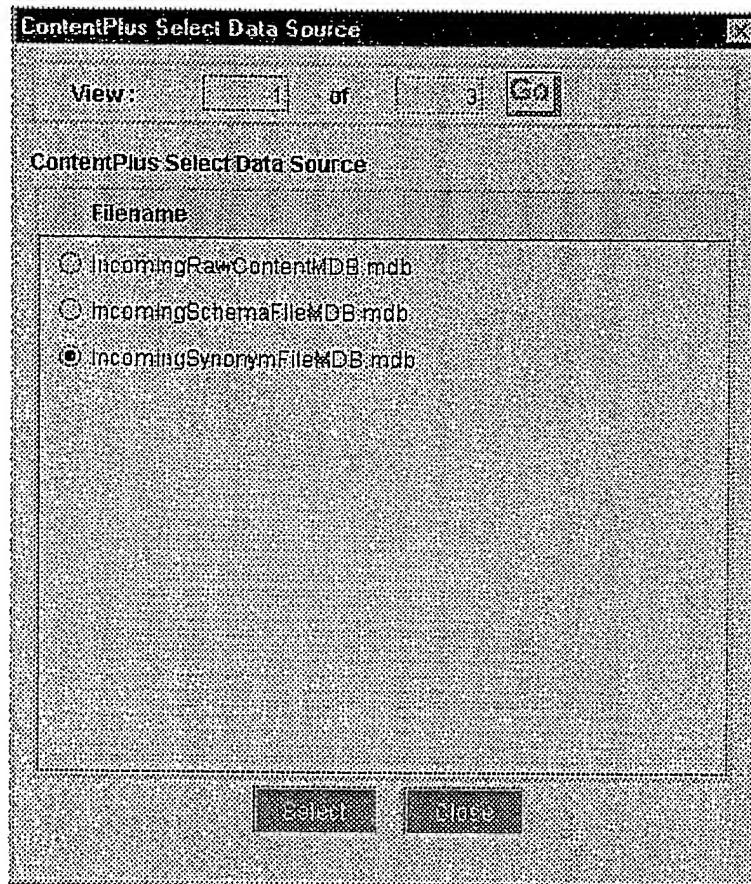 ContentPlus Select Data Source
View: 1 of 3 Go
ContentPlus Select Data Source
Filename
IncomingRawContentMDB.mdb
IncomingSchemaFileMDB.mdb
IncomingSynonymFileMDB.mdb
Select Close